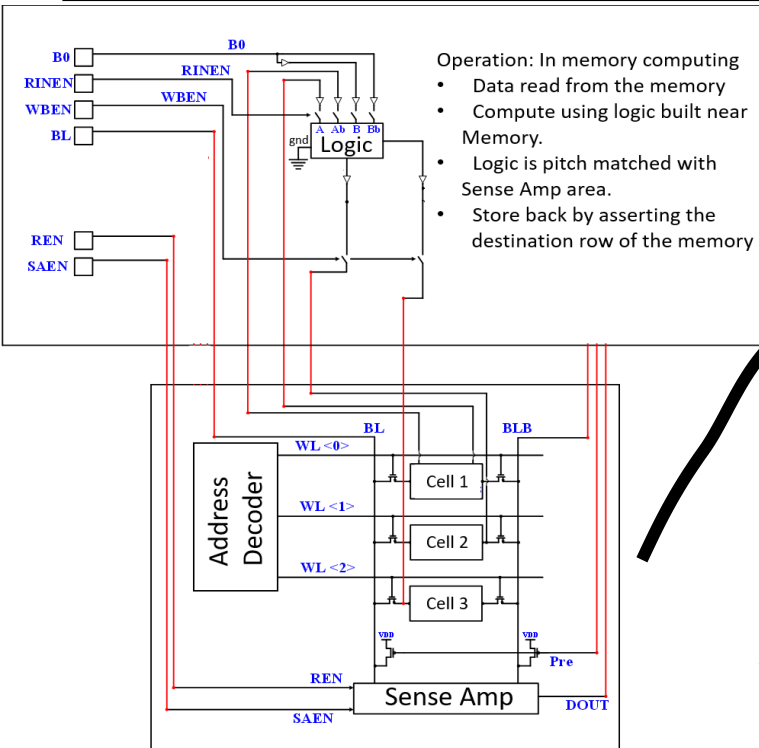 B0
B0
RINEN
RINEN
WBEN
WBEN
BL
REN
SAEN
A Ab B Bb
gnd
Logic
Operation: In memory computing
• Data read from the memory
• Compute using logic built near
Memory.
• Logic is pitch matched with
Sense Amp area.
• Store back by asserting the
destination row of the memory
BL
BLB
WL <0>
WL <1>
WL <2>
Address
Decoder
Cell 1
Cell 2
Cell 3
VDD
VDD
Pre
REN
SAEN
Sense Amp
DOUT